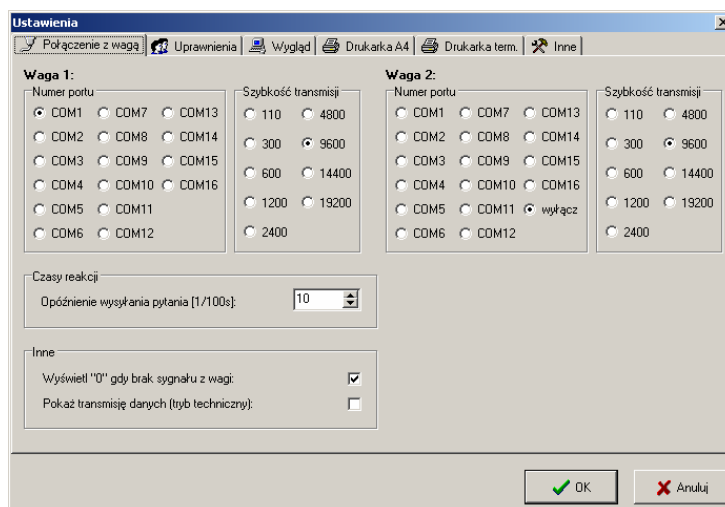 Ustawienia
Połączenie z wagą Uprawnienia Wygląd Drukarka A4 Drukarka term. Inne
Waga 1: Waga 2:
Numer portu Szybkość transmisji Numer portu Szybkość transmisji
COM1 COM7 COM13 110 4800 COM1 COM7 COM13 110 4800
COM2 COM8 COM14 300 9600 COM2 COM8 COM14 300 9600
COM3 COM9 COM15 600 14400 COM3 COM9 COM15 600 14400
COM4 COM10 COM16 1200 19200 COM4 COM10 COM16 1200 19200
COM5 COM11 2400 COM5 COM11 wyłącz 2400
COM6 COM12 COM6 COM12
Czasy reakcji
Opóźnienie wysyłania pytania [1/100s]: 10
Inne
Wyświetl "0" gdy brak sygnału z wagi:
Pokaż transmisję danych (tryb techniczny):
OK Anuluj